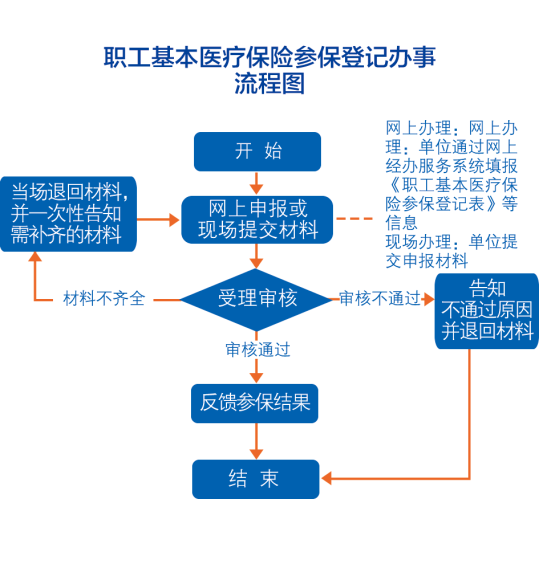 职工基本医疗保险参保登记办事
流程图
开 始
网上申报或
现场提交材料
网上办理：网上办
理：单位通过网上
经办服务系统填报
《职工基本医疗保
险参保登记表》等
信息
现场办理：单位提
交申报材料
当场退回材料，
并一次性告知
需补齐的材料
受理审核
材料不齐全
审核不通过
告知
不通过原因
并退回材料
审核通过
反馈参保结果
结 束